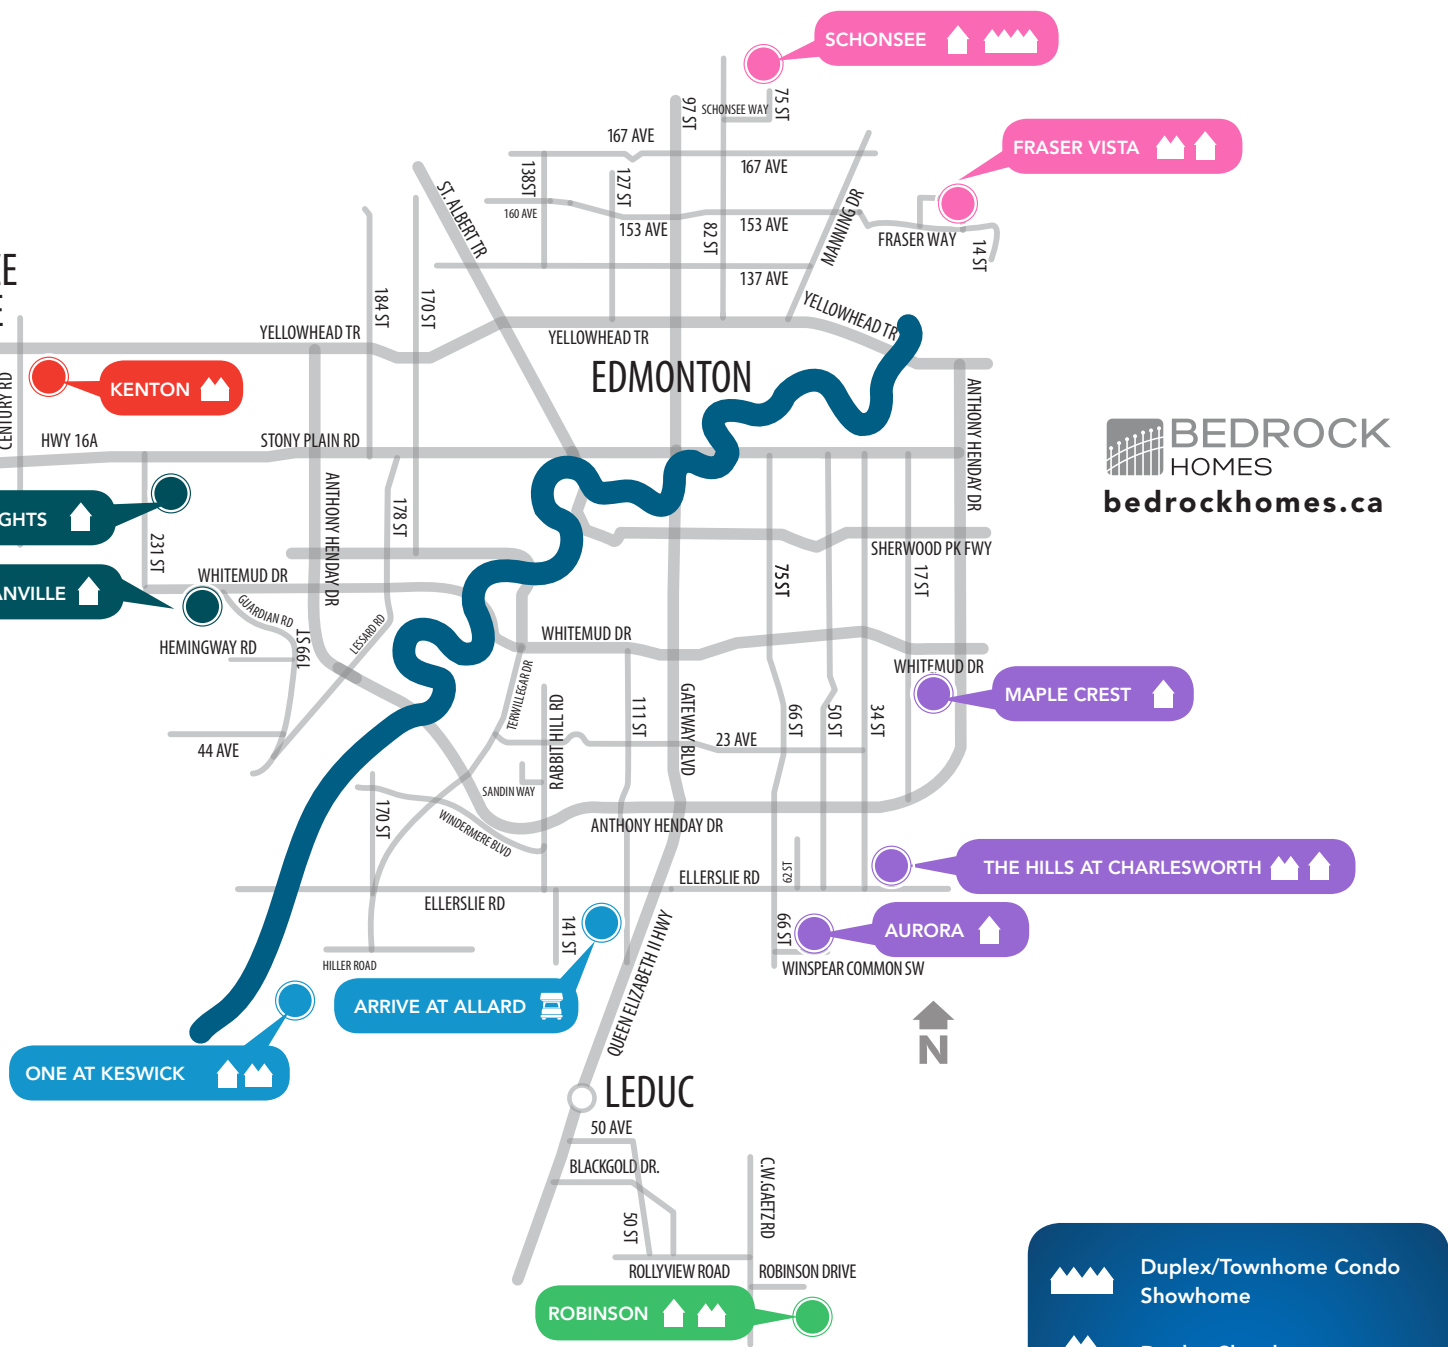 SCHONSEE
97 ST
SCHONSEE WAY
75 ST
167 AVE
167 AVE
FRASER VISTA
138ST
127 ST
ST. ALBERT TR
160 AVE
153 AVE
82 ST
153 AVE
MANNING DR
FRASER WAY
14 ST
137 AVE
184 ST
170 ST
YELLOWHEAD TR
YELLOWHEAD TR
YELLOWHEAD TR
EDMONTON
KENTON
CENTURY RD
HWY 16A
STONY PLAIN RD
ANTHONY HENDAY DR
BEDROCK
HOMES
bedrockhomes.ca
GHTS
231 ST
ANTHONY HENDAY DR
178 ST
SHERWOOD PK FWY
75 ST
17 ST
WHITEMUD DR
NVILLE
GUARDIAN RD
199 ST
LESSARD RD
HEMINGWAY RD
WHITEMUD DR
WHITEMUD DR
MAPLE CREST
TERWILLEGAR DR
RABBIT HILL RD
111 ST
GATEWAY BLVD
66 ST
50 ST
34 ST
23 AVE
44 AVE
SANDIN WAY
170 ST
WINDERMERE BLVD
ANTHONY HENDAY DR
THE HILLS AT CHARLESWORTH
62 ST
ELLERSLIE RD
ELLERSLIE RD
141 ST
66 ST
AURORA
HILLER ROAD
WINSPEAR COMMON SW
ARRIVE AT ALLARD
QUEEN ELIZABETH II HWY
N
ONE AT KESWICK
LEDUC
50 AVE
BLACKGOLD DR.
50 ST
C.W.GAETZ RD
ROLLYVIEW ROAD
ROBINSON DRIVE
ROBINSON
Duplex/Townhome Condo
Showhome